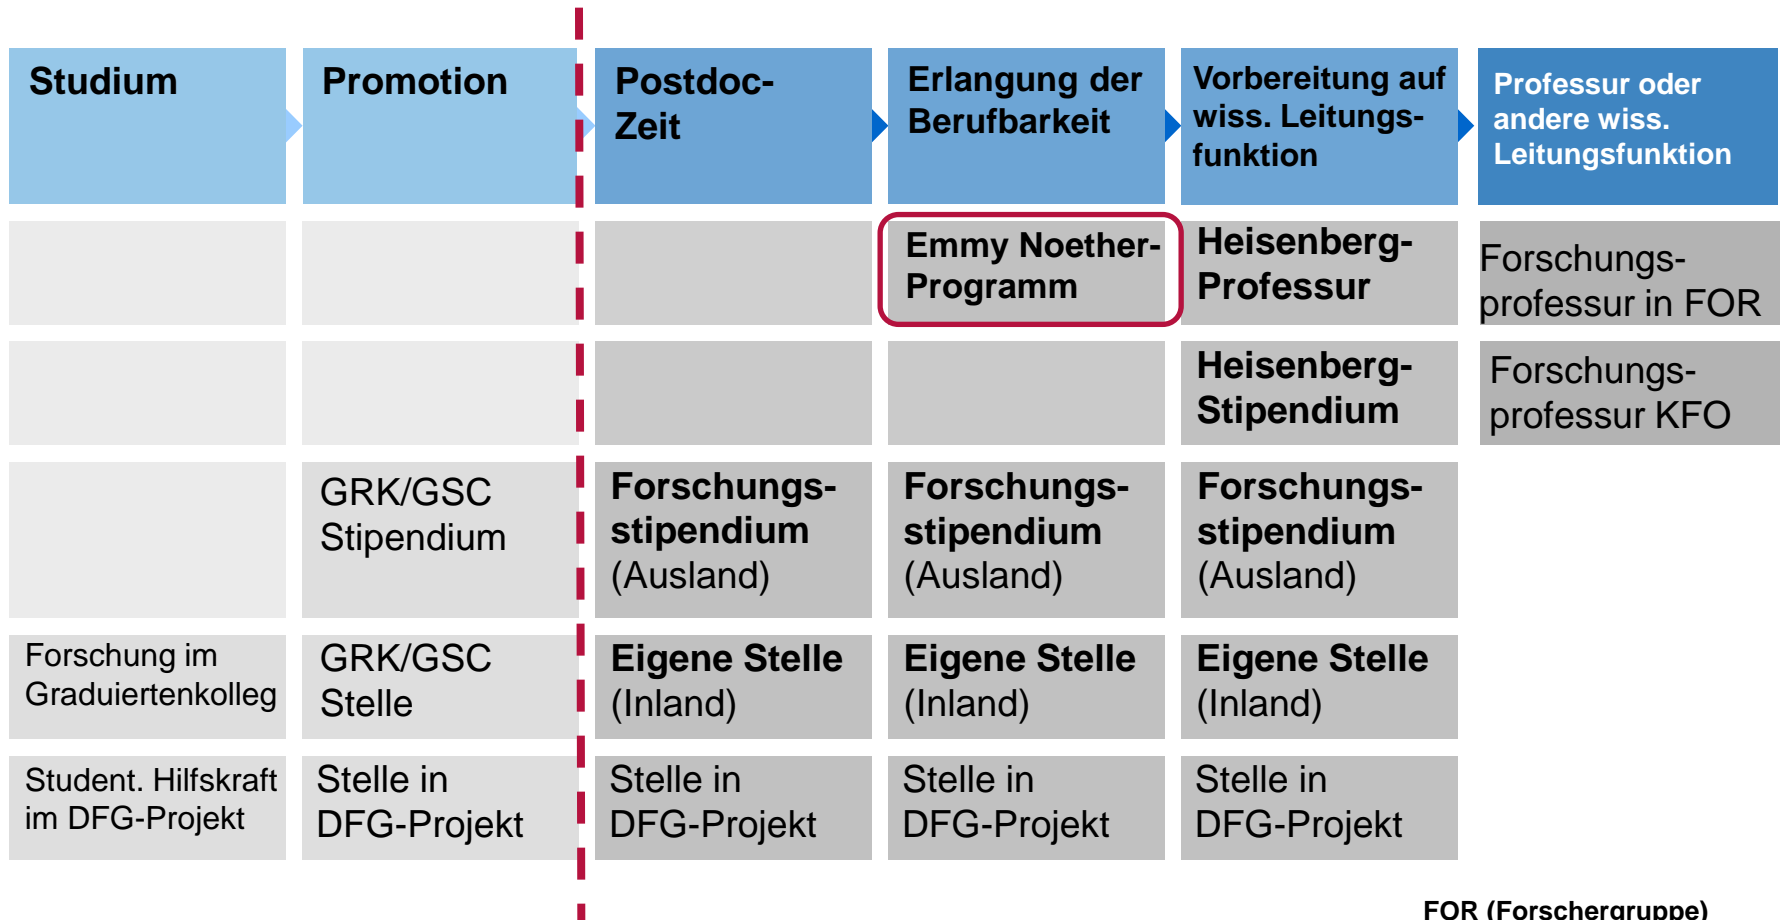 Studium
Promotion
Postdoc-
Zeit
Erlangung der
Berufbarkeit
Vorbereitung auf
wiss. Leitungs-
funktion
Professur oder
andere wiss.
Leitungsfunktion
Emmy Noether-
Programm
Heisenberg-
Professur
Forschungs-
professur in FOR
Heisenberg-
Stipendium
Forschungs-
professur KFO
GRK/GSC
Stipendium
Forschungs-
stipendium
(Ausland)
Forschungs-
stipendium
(Ausland)
Forschungs-
stipendium
(Ausland)
Forschung im
Graduiertenkolleg
GRK/GSC
Stelle
Eigene Stelle
(Inland)
Eigene Stelle
(Inland)
Eigene Stelle
(Inland)
Student. Hilfskraft
im DFG-Projekt
Stelle in
DFG-Projekt
Stelle in
DFG-Projekt
Stelle in
DFG-Projekt
Stelle in
DFG-Projekt
FOR (Forschergruppe)